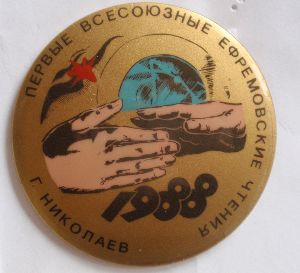 ПЕРВЫЕ ВСЕСОЮЗНЫЕ ЕФРЕМОВСКИЕ ЧТЕНИЯ
1988
Г. НИКОЛАЕВ